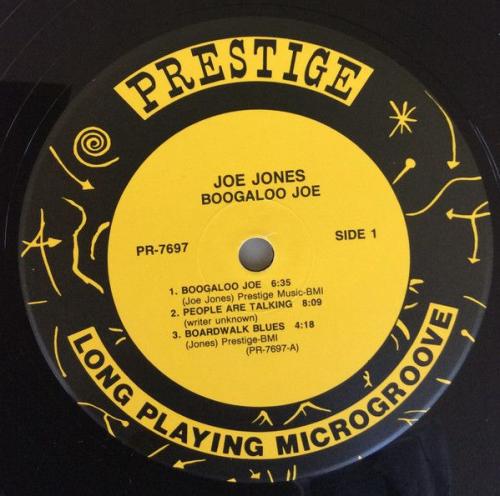 PRESTIGE
JOE JONES
BOOGALOO JOE
PR-7697
SIDE 1
1. BOOGALOO JOE 6:35
(Joe Jones) Prestige Music-BMI
2. PEOPLE ARE TALKING 8:09
(writer unknown)
3. BOARDWALK BLUES 4:18
(Jones) Prestige-BMI
(PR-7697-A)
LONG PLAYING MICROGROOVE